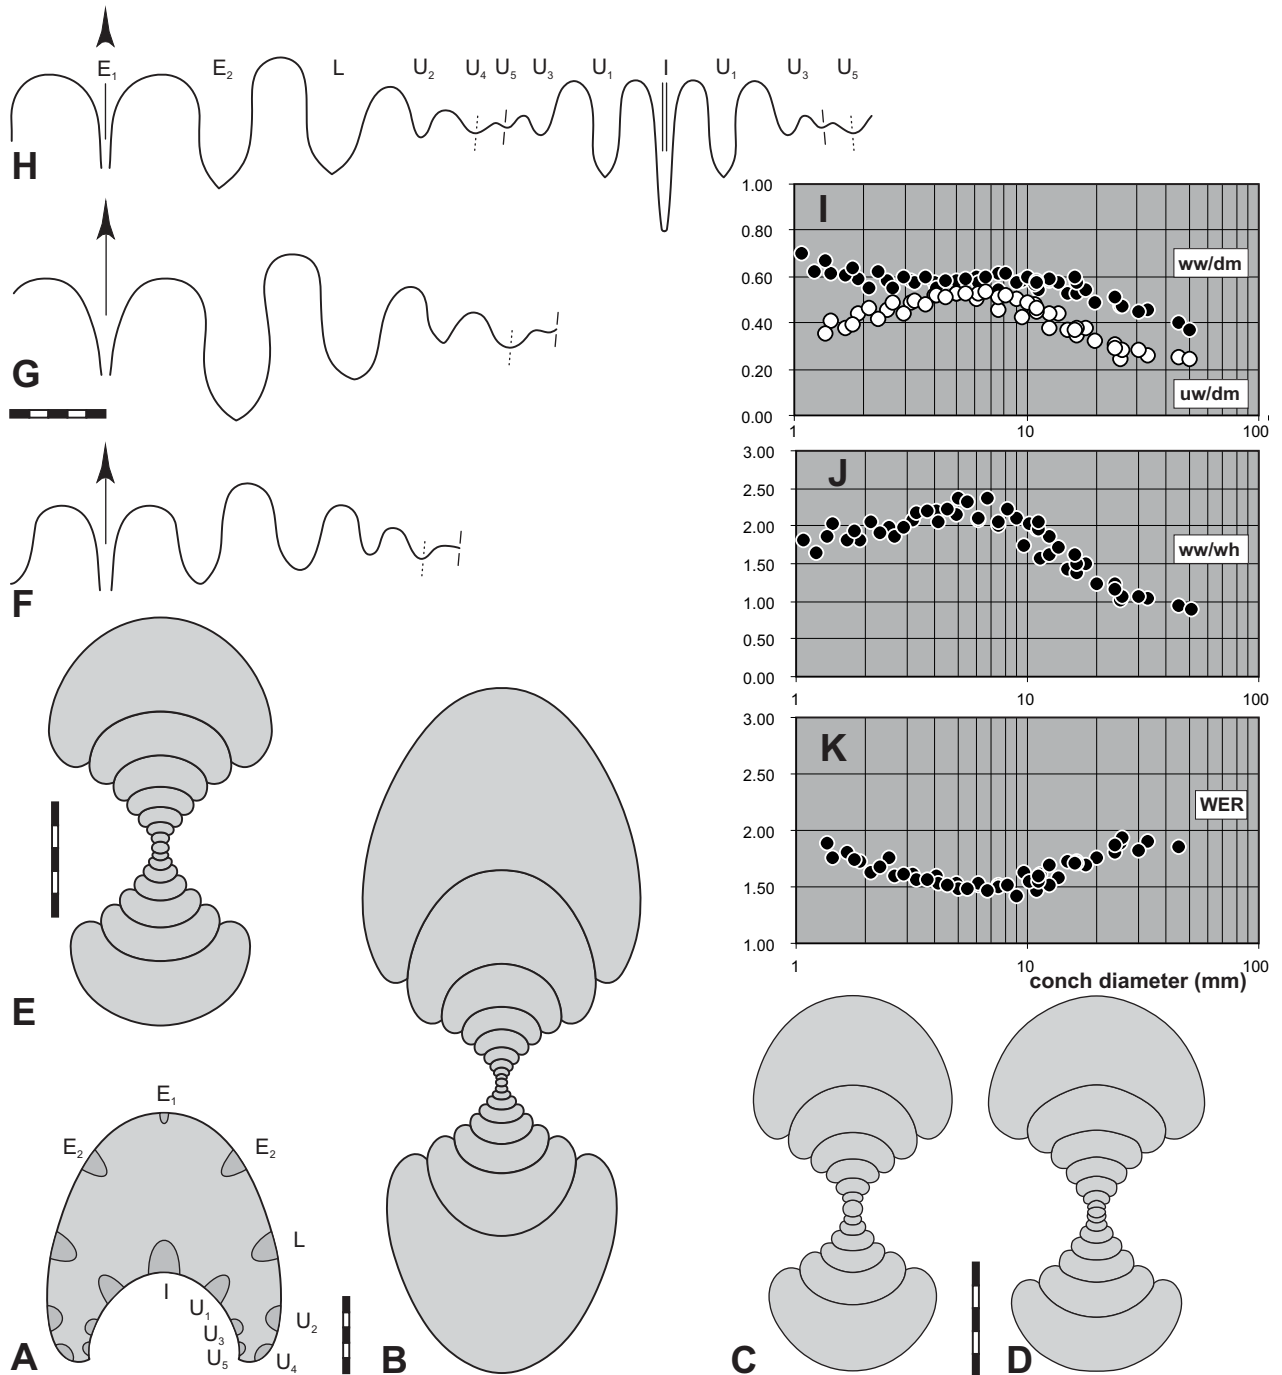 E₁ E₂ L U₂ U₄ U₅ U₃ U₁ I U₁ U₃ U₅
H
G
F
1.00
0.80
0.60
0.40
0.20
0.00
I
ww/dm
uw/dm
1 10 100
3.00
2.50
2.00
1.50
1.00
0.50
0.00
J
ww/wh
1 10 100
3.00
2.50
2.00
1.50
1.00
K
WER
1 10 100
conch diameter (mm)
E
E₁
E₂ E₂
L
I
U₁
U₂
U₃
U₅ U₄
A
B
C
D